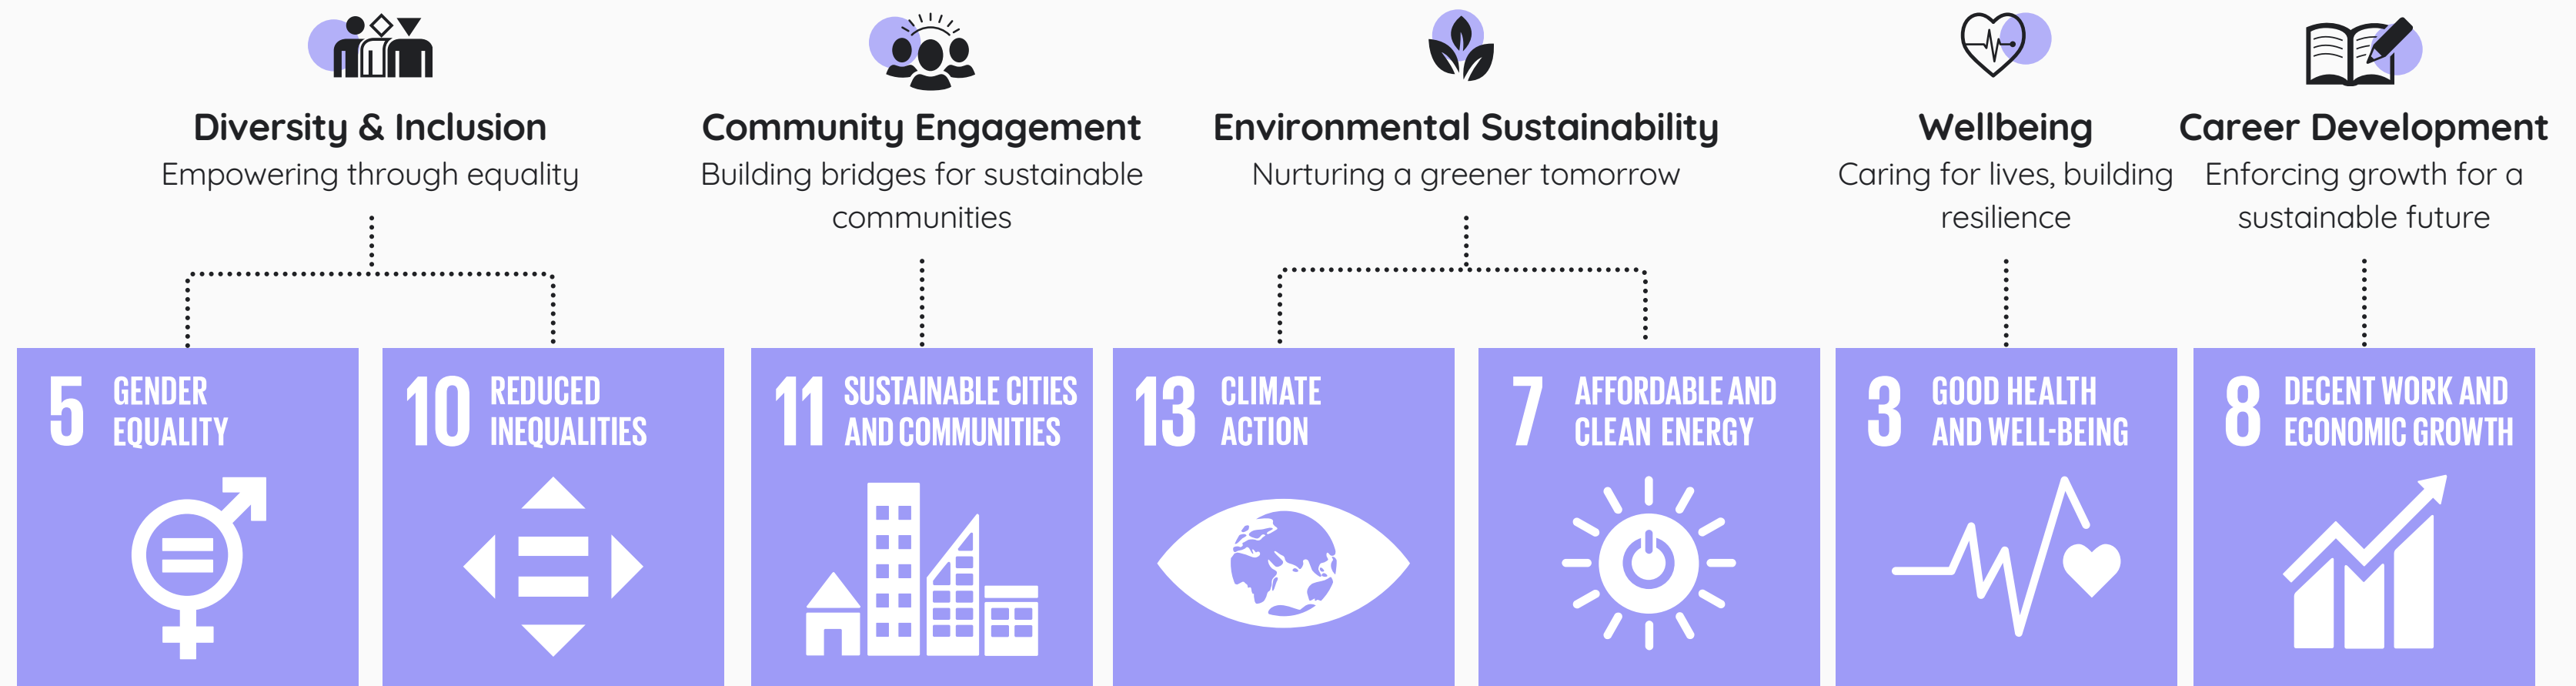 Diversity & Inclusion
Empowering through equality
Community Engagement
Building bridges for sustainable
communities
Environmental Sustainability
Nurturing a greener tomorrow
Wellbeing
Caring for lives, building
resilience
Career Development
Enforcing growth for a
sustainable future
5 GENDER
EQUALITY
10 REDUCED
INEQUALITIES
11 SUSTAINABLE CITIES
AND COMMUNITIES
13 CLIMATE
ACTION
7 AFFORDABLE AND
CLEAN ENERGY
3 GOOD HEALTH
AND WELL-BEING
8 DECENT WORK AND
ECONOMIC GROWTH